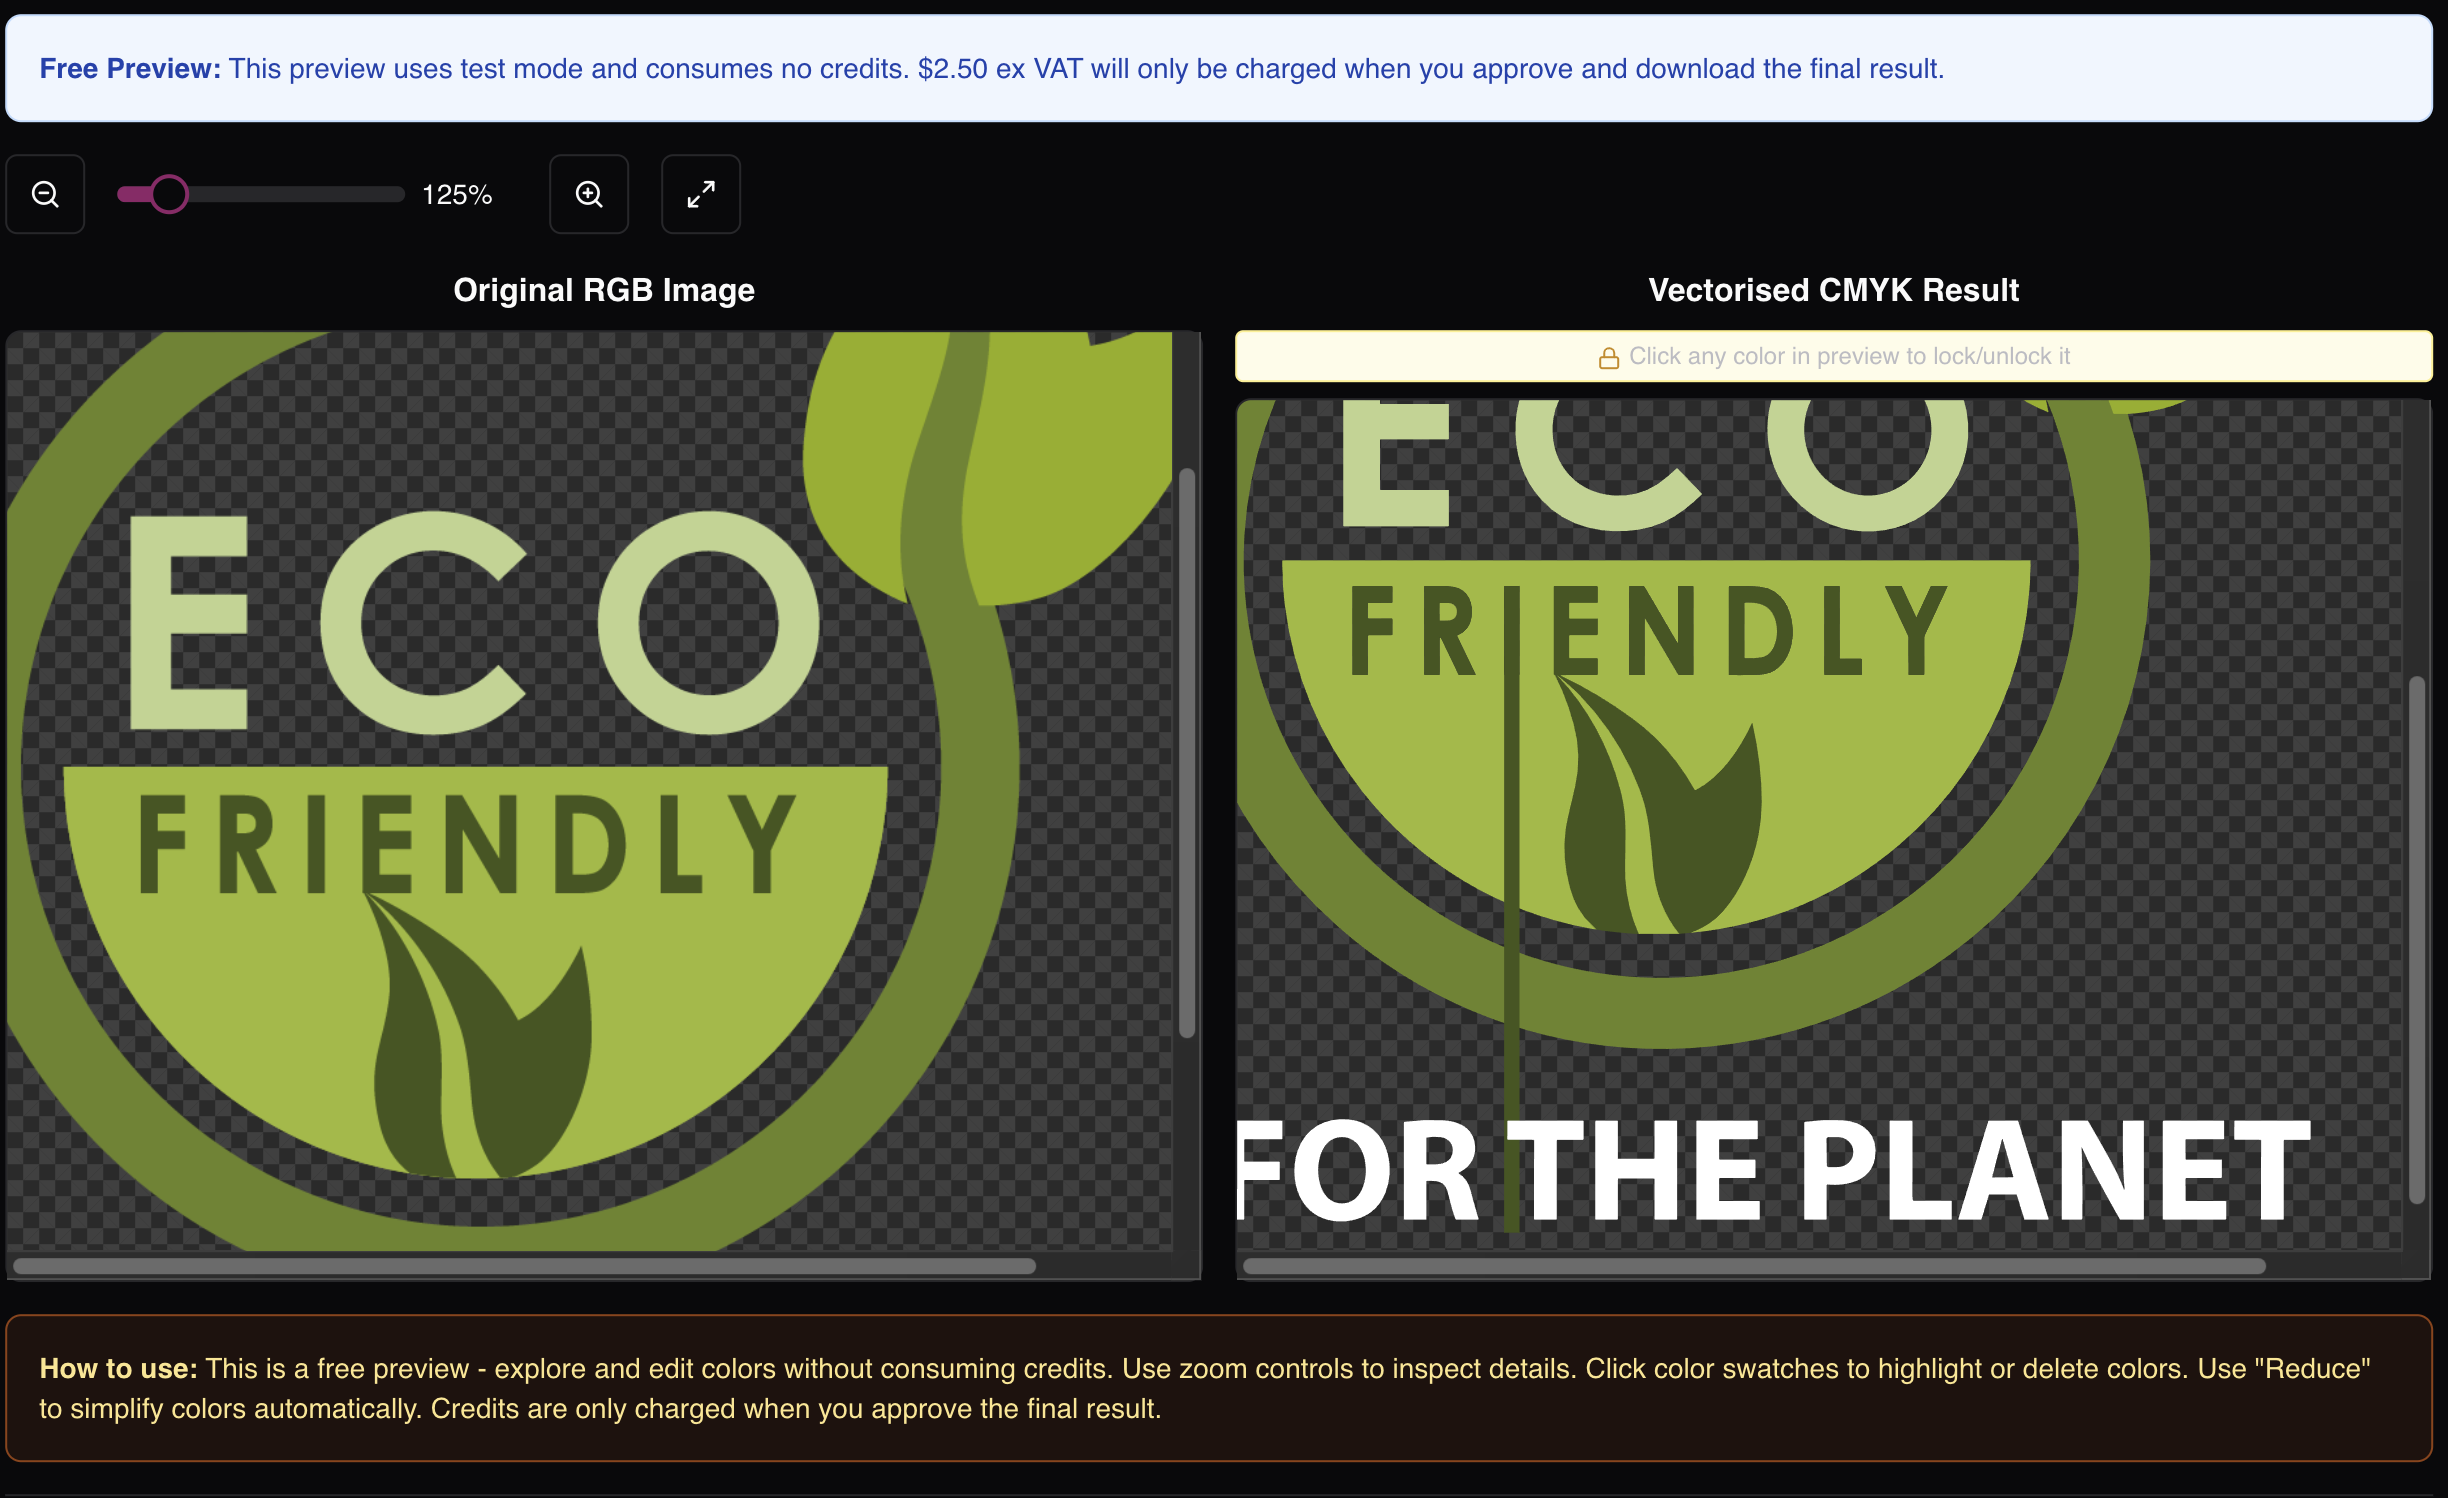 Free Preview: This preview uses test mode and consumes no credits. $2.50 ex VAT will only be charged when you approve and download the final result.
125%
Original RGB Image
Vectorised CMYK Result
Click any color in preview to lock/unlock it
ECO
FRIENDLY
ECO
FRIENDLY
FOR THE PLANET
How to use: This is a free preview - explore and edit colors without consuming credits. Use zoom controls to inspect details. Click color swatches to highlight or delete colors. Use "Reduce"
to simplify colors automatically. Credits are only charged when you approve the final result.